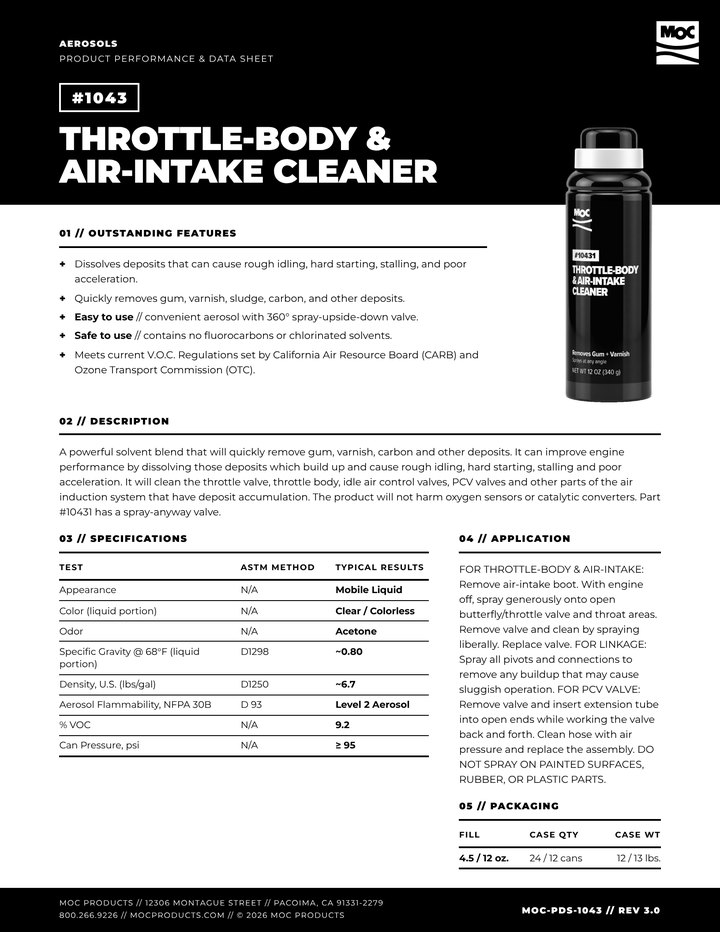 MOC
AEROSOLS
PRODUCT PERFORMANCE & DATA SHEET
#1043
THROTTLE-BODY &
AIR-INTAKE CLEANER
MOC
#10431
THROTTLE-BODY
& AIR-INTAKE
CLEANER
Removes Gum + Varnish
Sprays at any angle
NET WT 12 OZ (340 g)
01 // OUTSTANDING FEATURES
+ Dissolves deposits that can cause rough idling, hard starting, stalling, and poor
acceleration.
+ Quickly removes gum, varnish, sludge, carbon, and other deposits.
+ Easy to use // convenient aerosol with 360° spray-upside-down valve.
+ Safe to use // contains no fluorocarbons or chlorinated solvents.
+ Meets current V.O.C. Regulations set by California Air Resource Board (CARB) and
Ozone Transport Commission (OTC).
02 // DESCRIPTION
A powerful solvent blend that will quickly remove gum, varnish, carbon and other deposits. It can improve engine
performance by dissolving those deposits which build up and cause rough idling, hard starting, stalling and poor
acceleration. It will clean the throttle valve, throttle body, idle air control valves, PCV valves and other parts of the air
induction system that have deposit accumulation. The product will not harm oxygen sensors or catalytic converters. Part
#10431 has a spray-anyway valve.
03 // SPECIFICATIONS
TEST ASTM METHOD TYPICAL RESULTS
Appearance N/A Mobile Liquid
Color (liquid portion) N/A Clear / Colorless
Odor N/A Acetone
Specific Gravity @ 68°F (liquid
portion) D1298 ~0.80
Density, U.S. (lbs/gal) D1250 ~6.7
Aerosol Flammability, NFPA 30B D 93 Level 2 Aerosol
% VOC N/A 9.2
Can Pressure, psi N/A ≥ 95
04 // APPLICATION
FOR THROTTLE-BODY & AIR-INTAKE:
Remove air-intake boot. With engine
off, spray generously onto open
butterfly/throttle valve and throat areas.
Remove valve and clean by spraying
liberally. Replace valve. FOR LINKAGE:
Spray all pivots and connections to
remove any buildup that may cause
sluggish operation. FOR PCV VALVE:
Remove valve and insert extension tube
into open ends while working the valve
back and forth. Clean hose with air
pressure and replace the assembly. DO
NOT SPRAY ON PAINTED SURFACES,
RUBBER, OR PLASTIC PARTS.
05 // PACKAGING
FILL CASE QTY CASE WT
4.5 / 12 oz. 24 / 12 cans 12 / 13 lbs.
MOC PRODUCTS // 12306 MONTAGUE STREET // PACOIMA, CA 91331-2279
800.266.9226 // MOCPRODUCTS.COM // © 2026 MOC PRODUCTS
MOC-PDS-1043 // REV 3.0